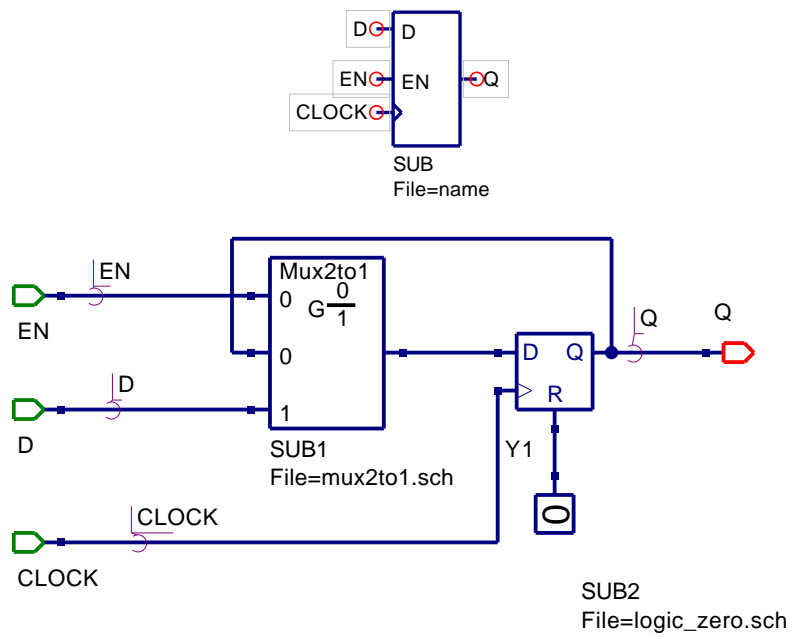 D
D
EN
EN
Q
CLOCK
SUB
File=name
EN
Mux2to1
0
G 0
1
EN
0
D
1
D
SUB1
File=mux2to1.sch
D
Q
R
Y1
Q
Q
0
CLOCK
CLOCK
SUB2
File=logic_zero.sch